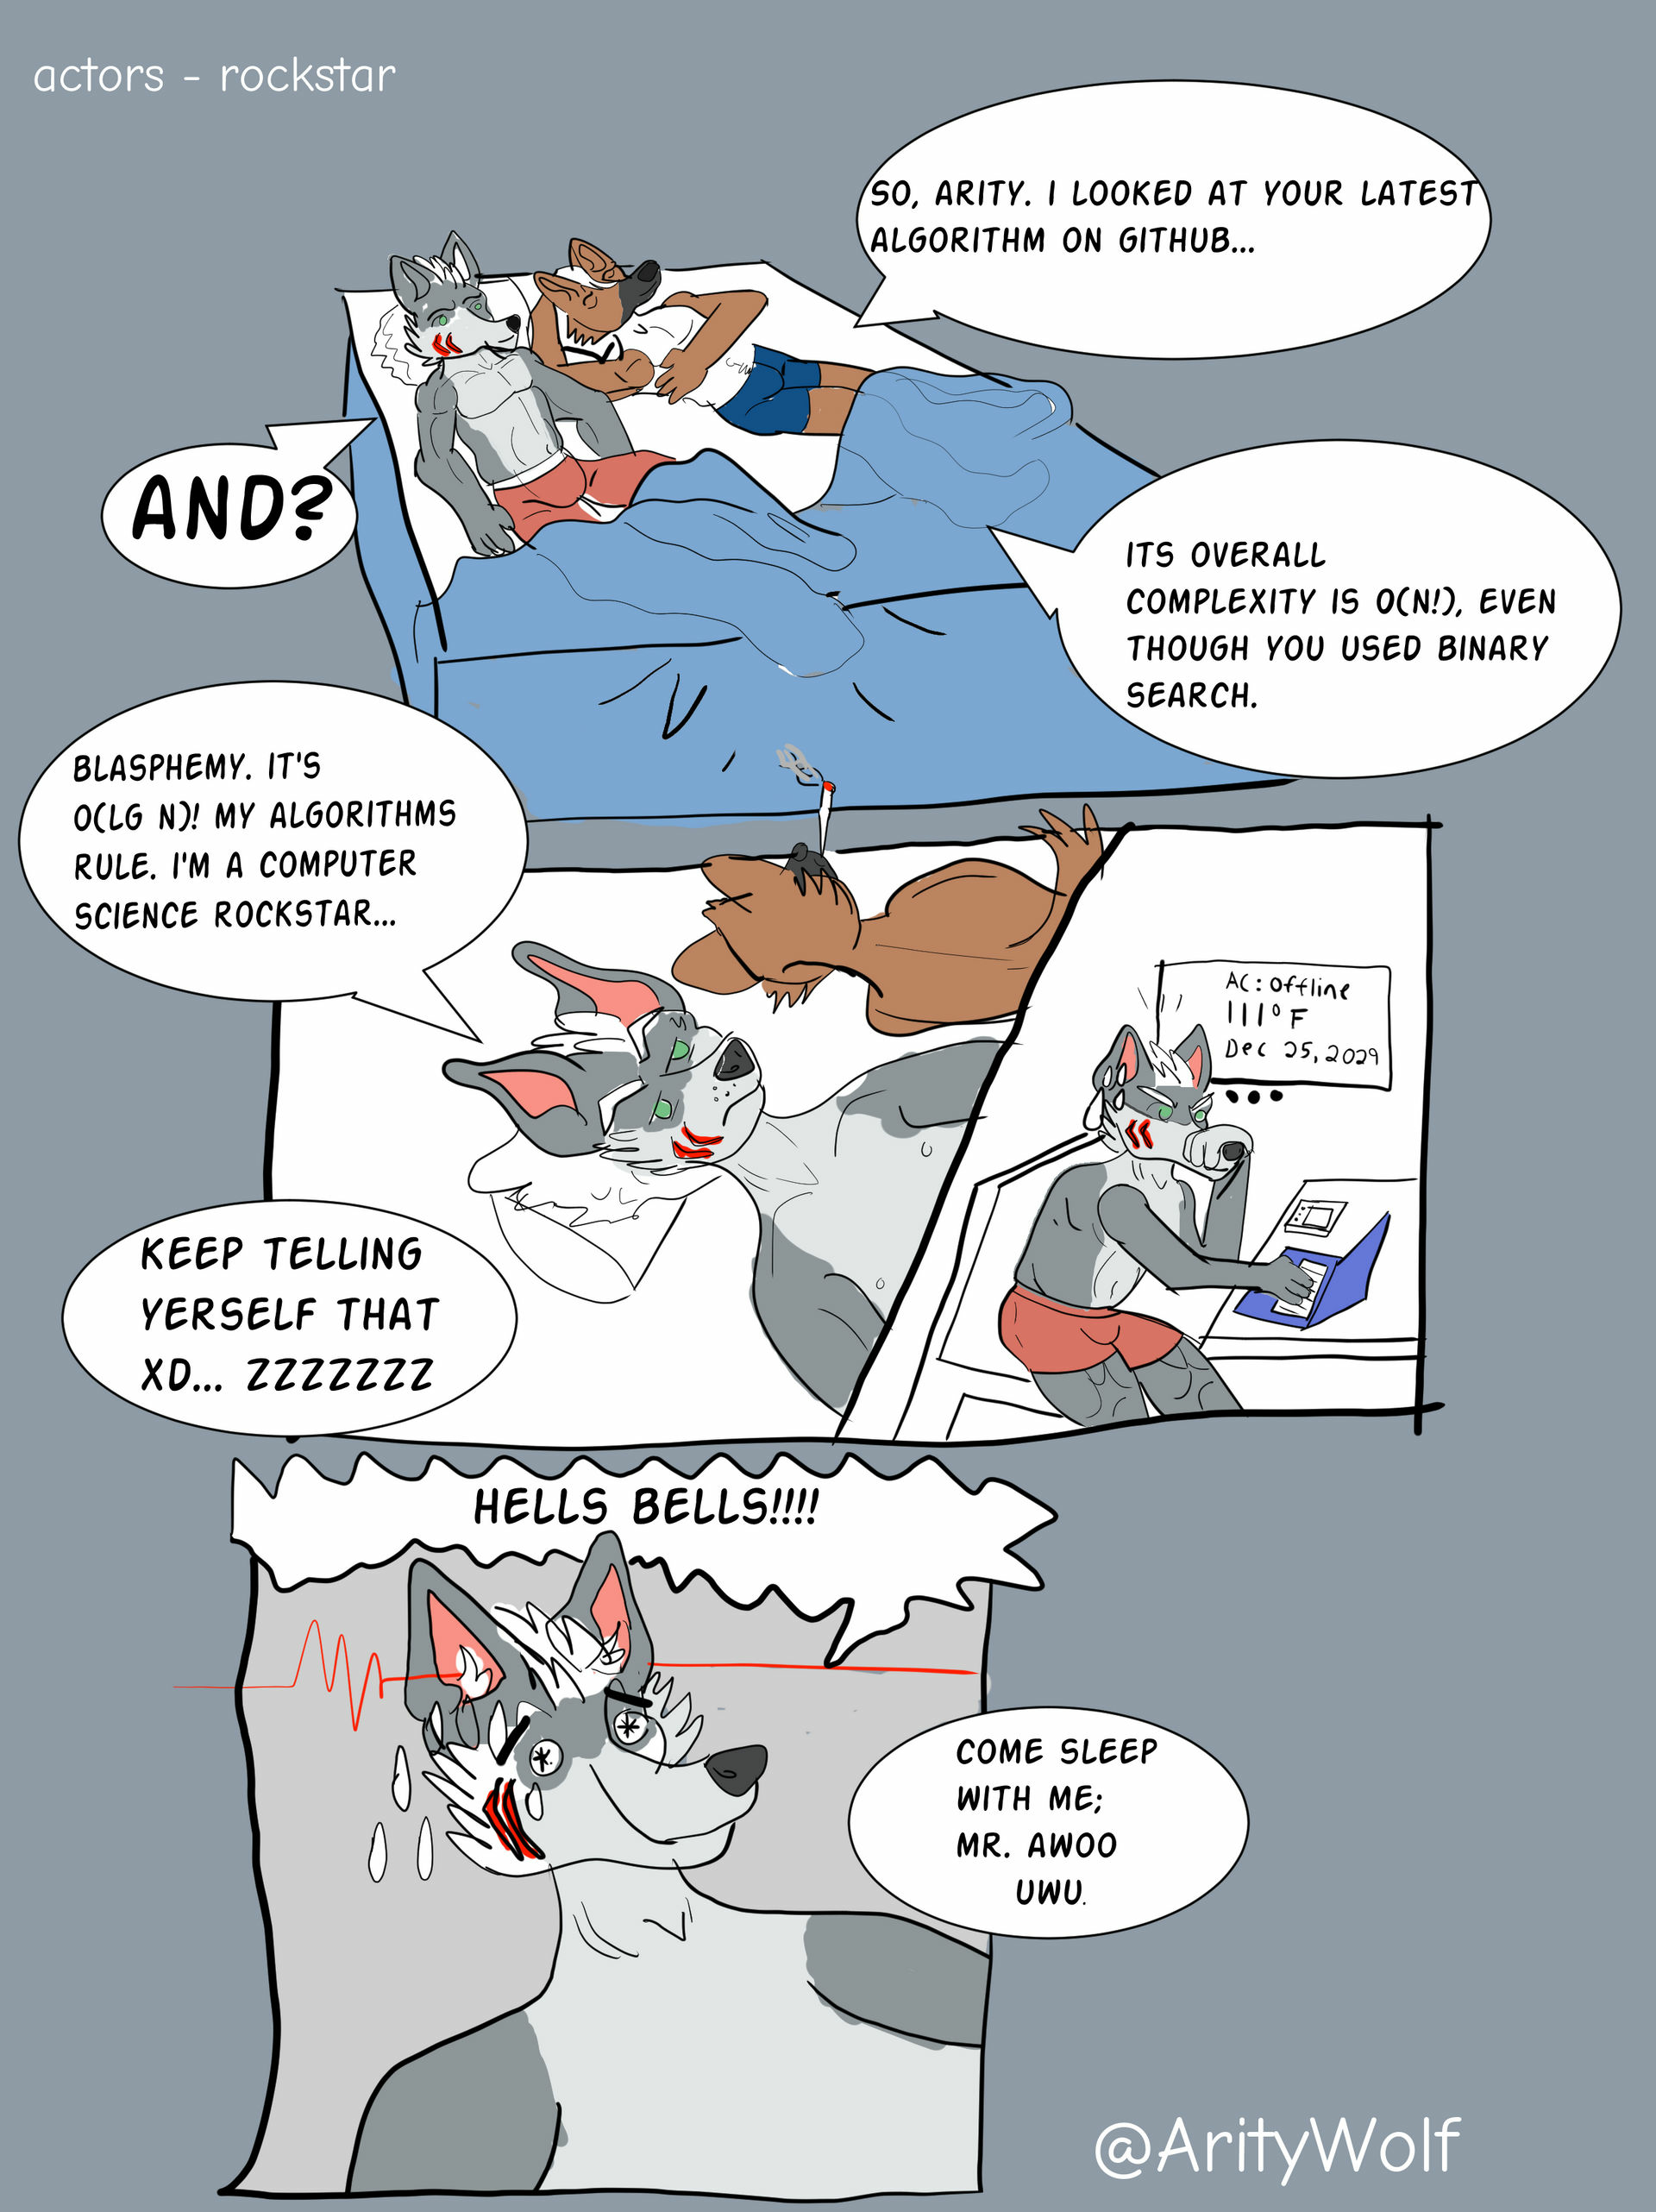 actors - rockstar
SO, ARITY. I LOOKED AT YOUR LATEST
ALGORITHM ON GITHUB...
AND?
ITS OVERALL
COMPLEXITY IS O(N!), EVEN
THOUGH YOU USED BINARY
SEARCH.
BLASPHEMY. IT'S
O(LG N)! MY ALGORITHMS
RULE. I'M A COMPUTER
SCIENCE ROCKSTAR...
KEEP TELLING
YERSELF THAT
XD... ZZZZZZZ
AC: Offline
111° F
Dec 25, 2029
HELLS BELLS!!!!
COME SLEEP
WITH ME;
MR. AWOO
UWU.
@ArityWolf